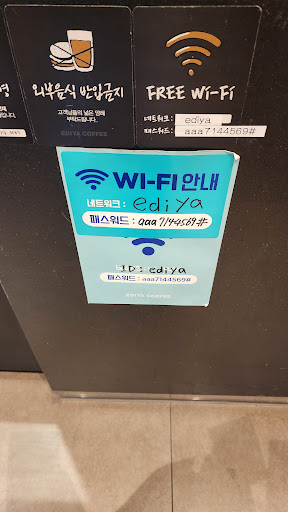 외부음식 반입금지
고객님들의 넓은 양해
부탁드립니다.
EDIYA COFFEE
FREE Wi-Fi
네트워크 : ediya
패스워드 : aaa7144569#
WI-FI 안내
네트워크 : ediya
패스워드 : aaa7144569#
ID : ediya
패스워드 : aaa7144569#
EDIYA COFFEE